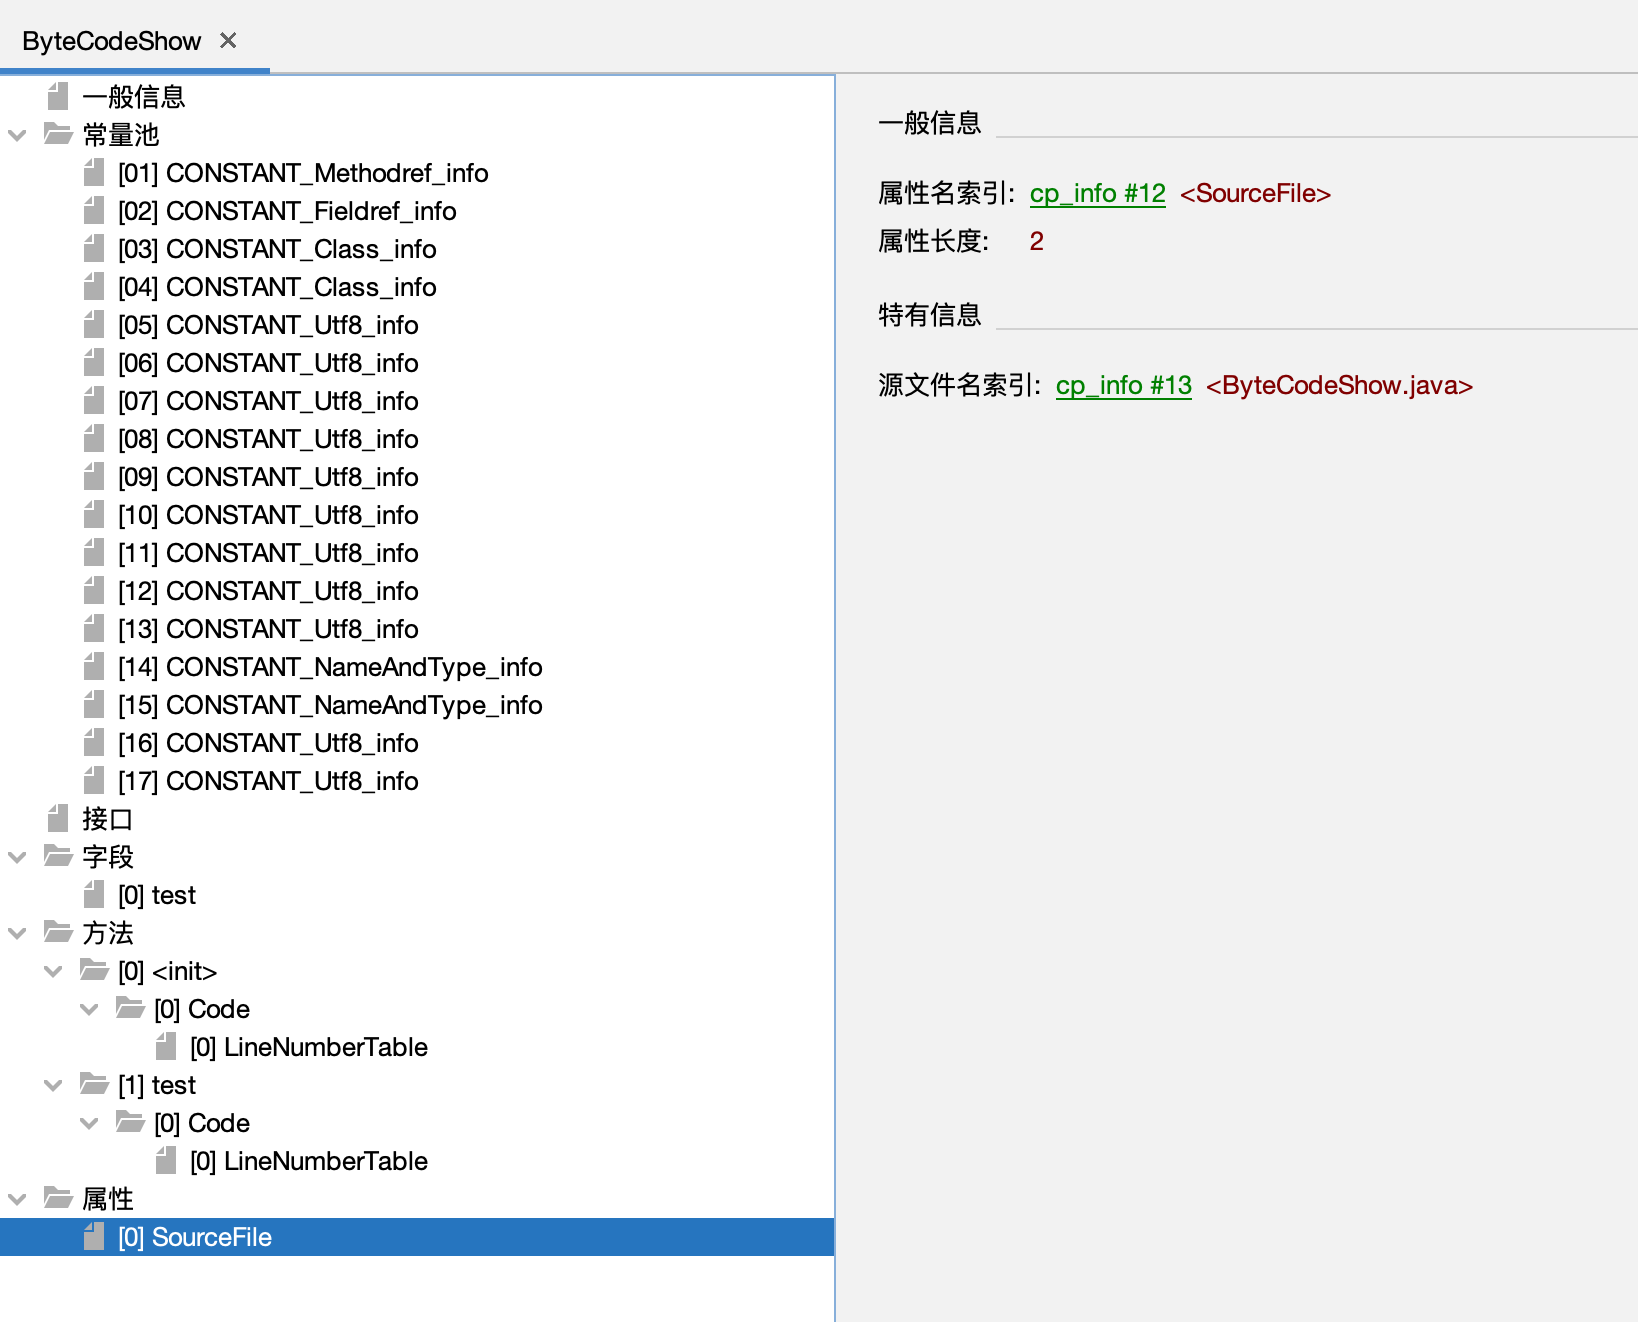 ByteCodeShow
一般信息
常量池
[01] CONSTANT_Methodref_info
[02] CONSTANT_Fieldref_info
[03] CONSTANT_Class_info
[04] CONSTANT_Class_info
[05] CONSTANT_Utf8_info
[06] CONSTANT_Utf8_info
[07] CONSTANT_Utf8_info
[08] CONSTANT_Utf8_info
[09] CONSTANT_Utf8_info
[10] CONSTANT_Utf8_info
[11] CONSTANT_Utf8_info
[12] CONSTANT_Utf8_info
[13] CONSTANT_Utf8_info
[14] CONSTANT_NameAndType_info
[15] CONSTANT_NameAndType_info
[16] CONSTANT_Utf8_info
[17] CONSTANT_Utf8_info
接口
字段
[0] test
方法
[0] <init>
[0] Code
[0] LineNumberTable
[1] test
[0] Code
[0] LineNumberTable
属性
[0] SourceFile
一般信息
属性名索引: cp_info #12 <SourceFile>
属性长度: 2
特有信息
源文件名索引: cp_info #13 <ByteCodeShow.java>